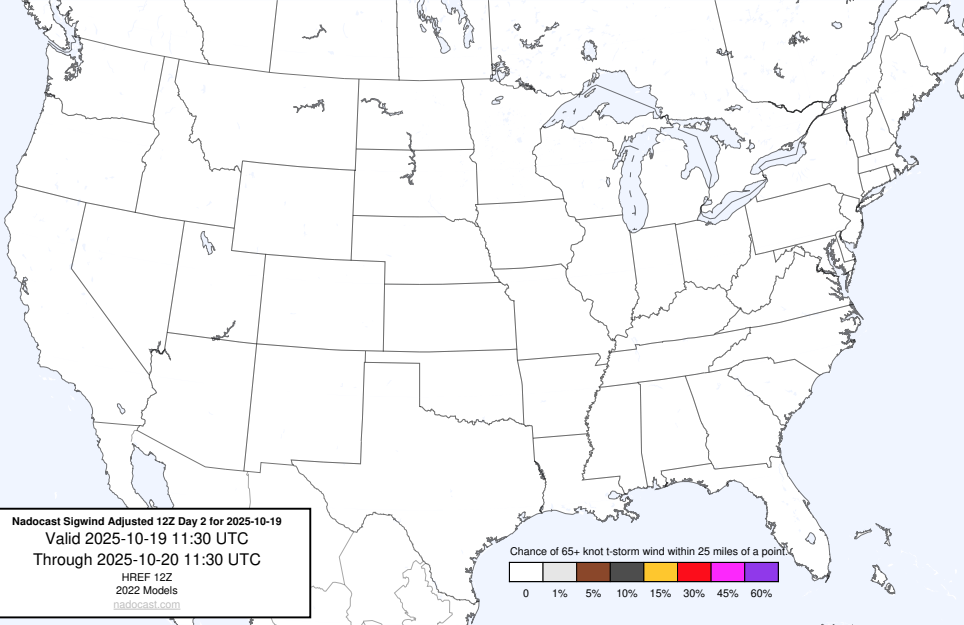 Nadocast Sigwind Adjusted 12Z Day 2 for 2025-10-19
Valid 2025-10-19 11:30 UTC
Through 2025-10-20 11:30 UTC
HREF 12Z
2022 Models
nadocast.com
Chance of 65+ knot t-storm wind within 25 miles of a point.
0 1% 5% 10% 15% 30% 45% 60%